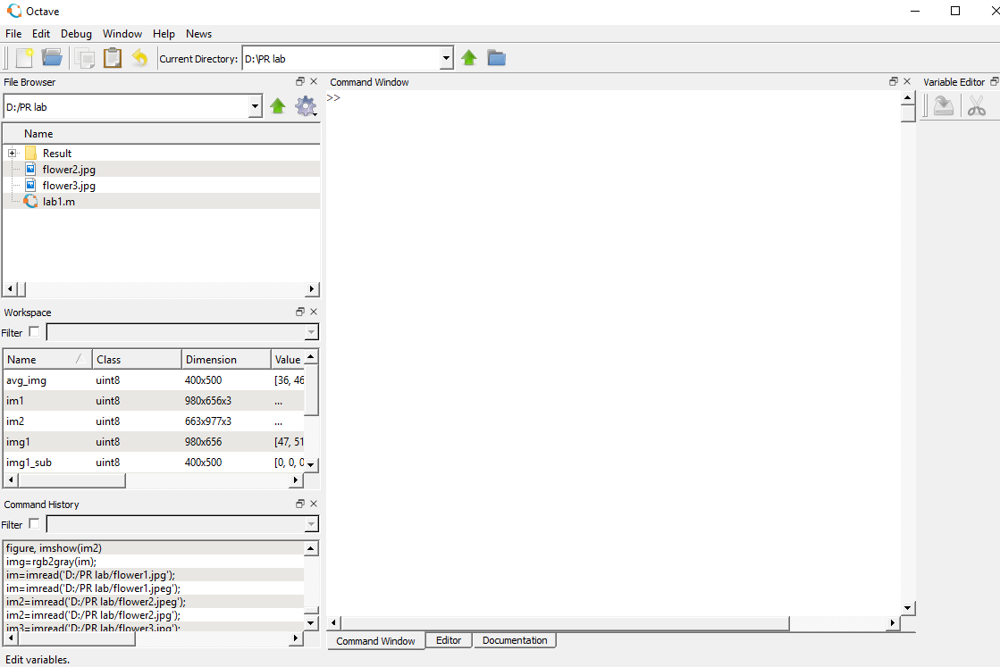 Octave
File Edit Debug Window Help News
Current Directory: D:\PR lab
File Browser
D:/PR lab
Name
Result
flower2.jpg
flower3.jpg
lab1.m
Workspace
Filter
Name Class Dimension Value
avg_img uint8 400x500 [36, 46
im1 uint8 980x656x3 ...
im2 uint8 663x977x3 ...
img1 uint8 980x656 [47, 51
img1_sub uint8 400x500 [0, 0, 0
Command History
Filter
figure, imshow(im2)
img=rgb2gray(im);
im=imread('D:/PR lab/flower1.jpg');
im=imread('D:/PR lab/flower1.jpeg');
im2=imread('D:/PR lab/flower2.jpeg');
im2=imread('D:/PR lab/flower2.jpg');
im3=imread('D:/PR lab/flower3.jpg');
Command Window
>>
Command Window Editor Documentation
Variable Editor
Edit variables.